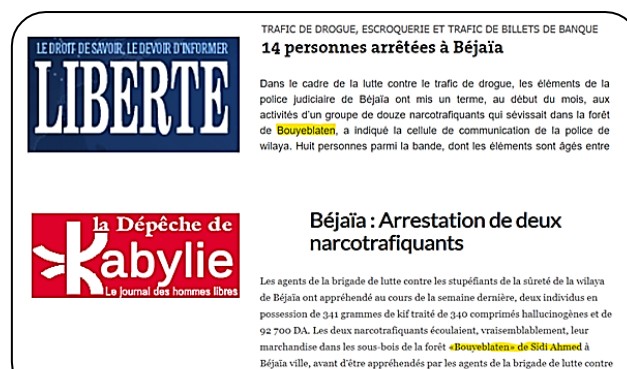 LE DROIT DE SAVOIR, LE DEVOIR D'INFORMER
LIBERTE
TRAFIC DE DROGUE, ESCROQUERIE ET TRAFIC DE BILLETS DE BANQUE
14 personnes arrêtées à Béjaïa
Dans le cadre de la lutte contre le trafic de drogue, les éléments de la
police judiciaire de Béjaïa ont mis un terme, au début du mois, aux
activités d'un groupe de douze narcotrafiquants qui sévissait dans la forêt
de Bouyeblaten, a indiqué la cellule de communication de la police de
wilaya. Huit personnes parmi la bande, dont les éléments sont âgés entre
la Dépêche de
Kabylie
Le journal des hommes libres
Béjaïa : Arrestation de deux
narcotrafiquants
Les agents de la brigade de lutte contre les stupéfiants de la sûreté de la wilaya
de Béjaïa ont appréhendé au cours de la semaine dernière, deux individus en
possession de 341 grammes de kif traité de 340 comprimés hallucinogènes et de
92 700 DA. Les deux narcotrafiquants écoulaient, vraisemblablement, leur
marchandise dans les sous-bois de la forêt «Bouyeblaten» de Sidi Ahmed à
Béjaïa ville, avant d'être appréhendés par les agents de la brigade de lutte contre